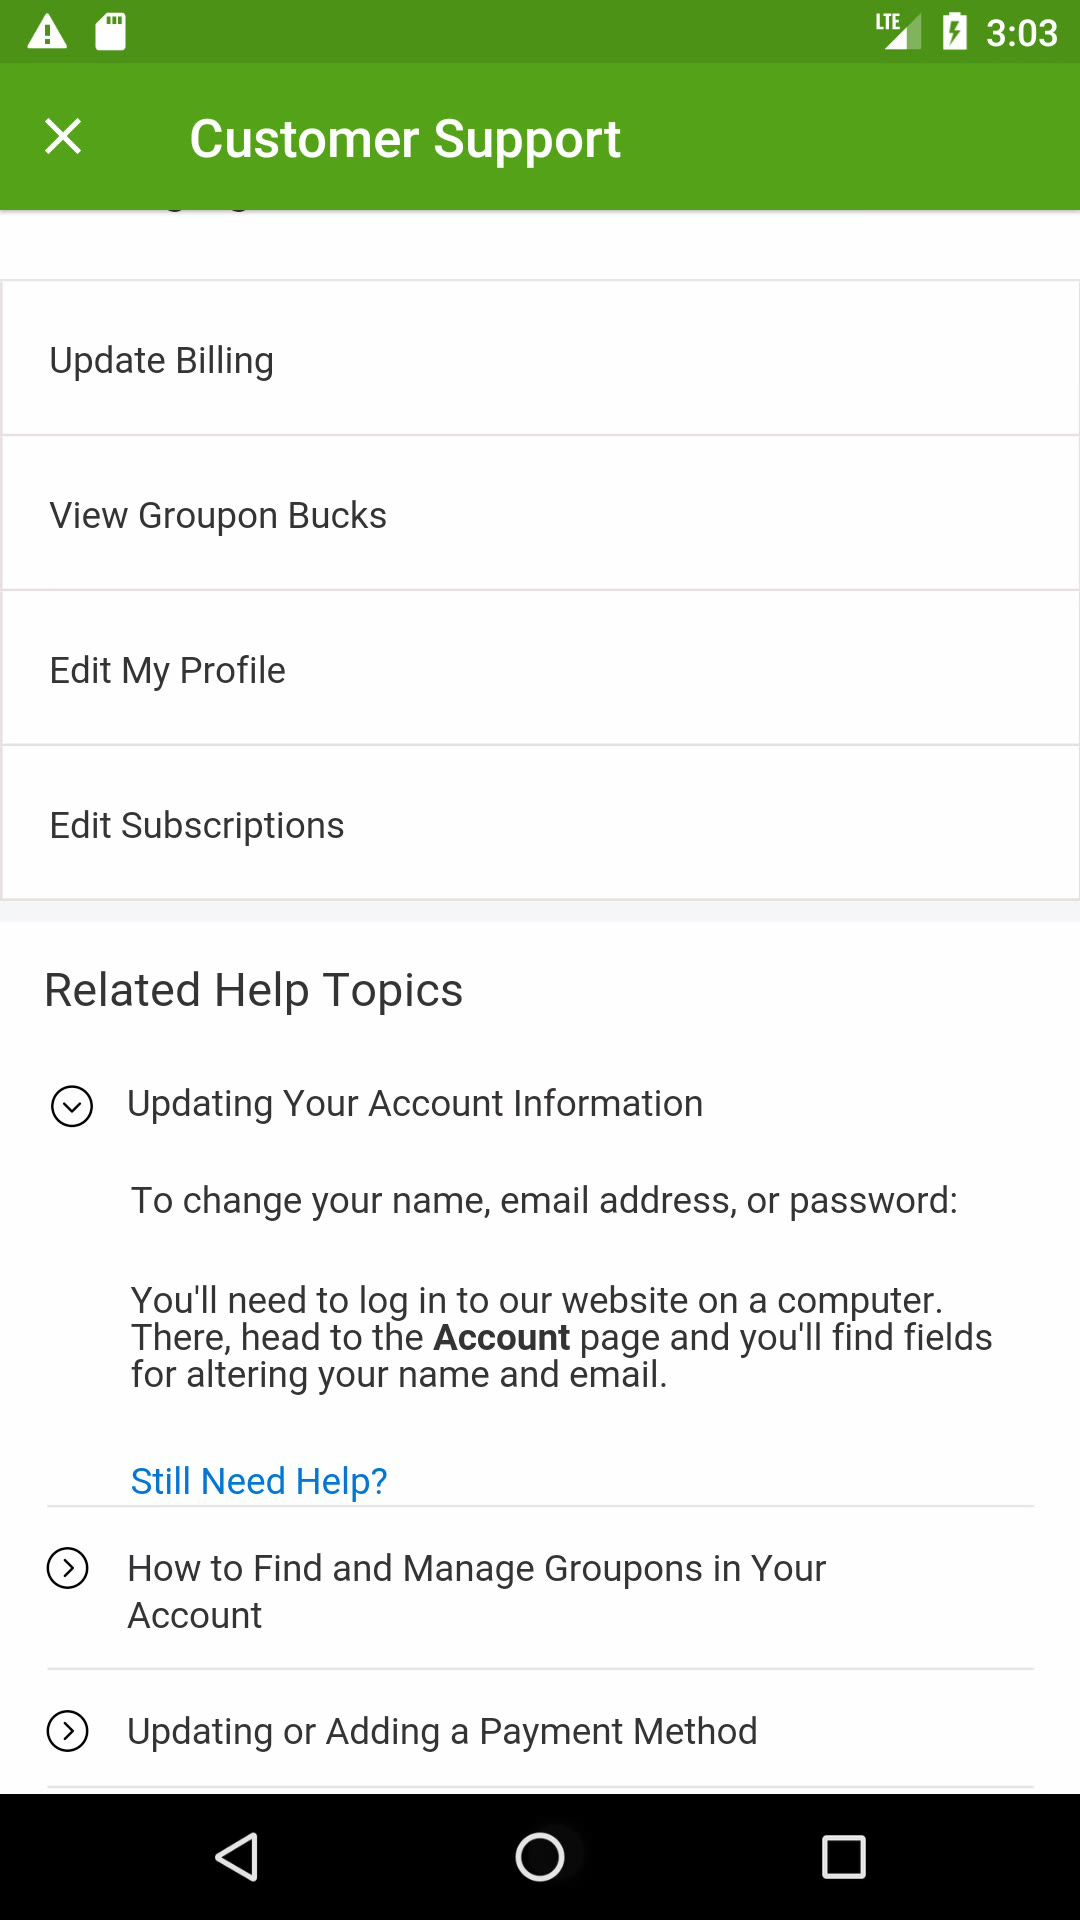 LTE 3:03
Customer Support
Update Billing
View Groupon Bucks
Edit My Profile
Edit Subscriptions
Related Help Topics
Updating Your Account Information
To change your name, email address, or password:
You'll need to log in to our website on a computer.
There, head to the Account page and you'll find fields
for altering your name and email.
Still Need Help?
How to Find and Manage Groupons in Your
Account
Updating or Adding a Payment Method